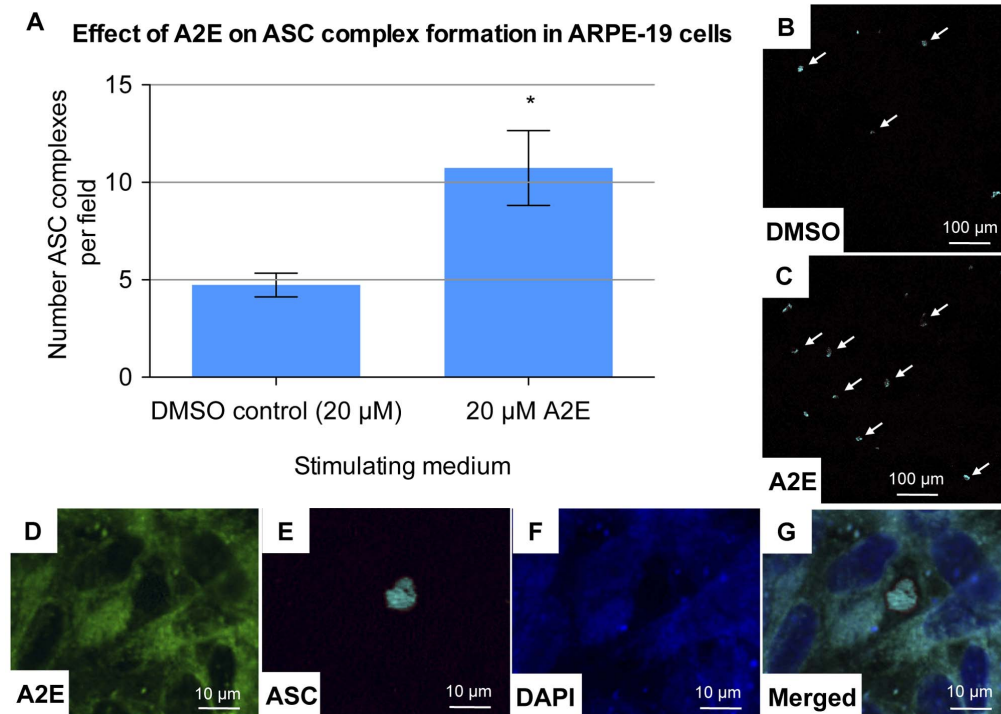 A
Effect of A2E on ASC complex formation in ARPE-19 cells
Number ASC complexes
per field
15
10
5
0
*
DMSO control (20 µM)
20 µM A2E
Stimulating medium
B
DMSO
100 µm
C
A2E
100 µm
D
A2E
10 µm
E
ASC
10 µm
F
DAPI
10 µm
G
Merged
10 µm